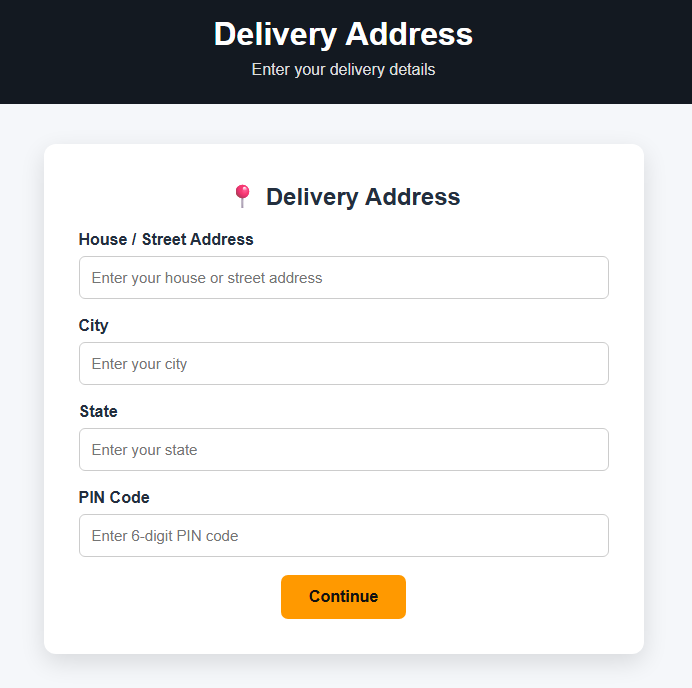 Delivery Address
Enter your delivery details
Delivery Address
House / Street Address
Enter your house or street address
City
Enter your city
State
Enter your state
PIN Code
Enter 6-digit PIN code
Continue